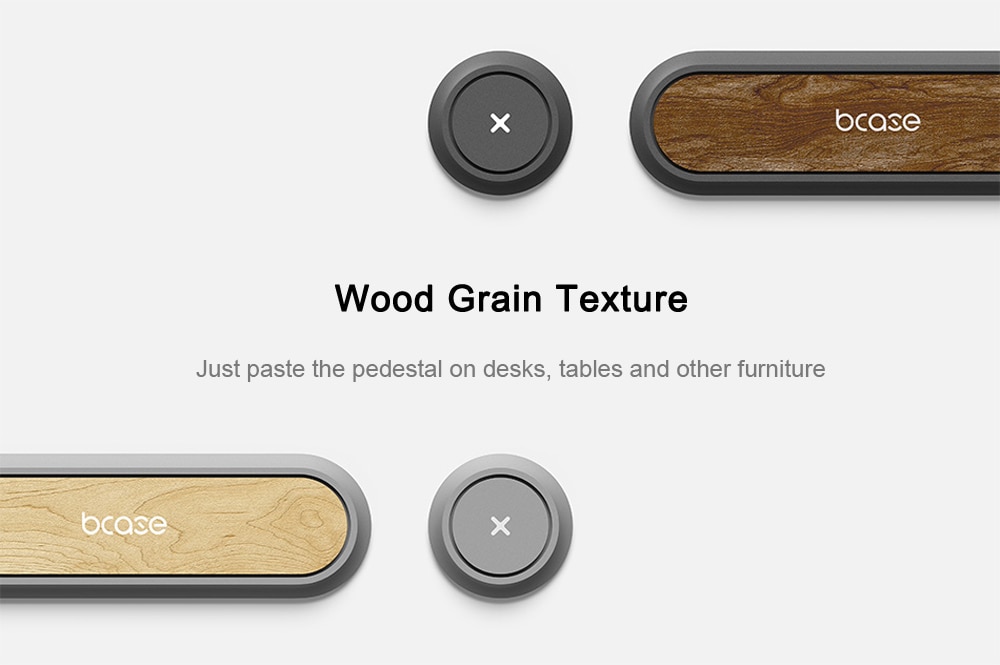 bcase
Wood Grain Texture
Just paste the pedestal on desks, tables and other furniture
bcase